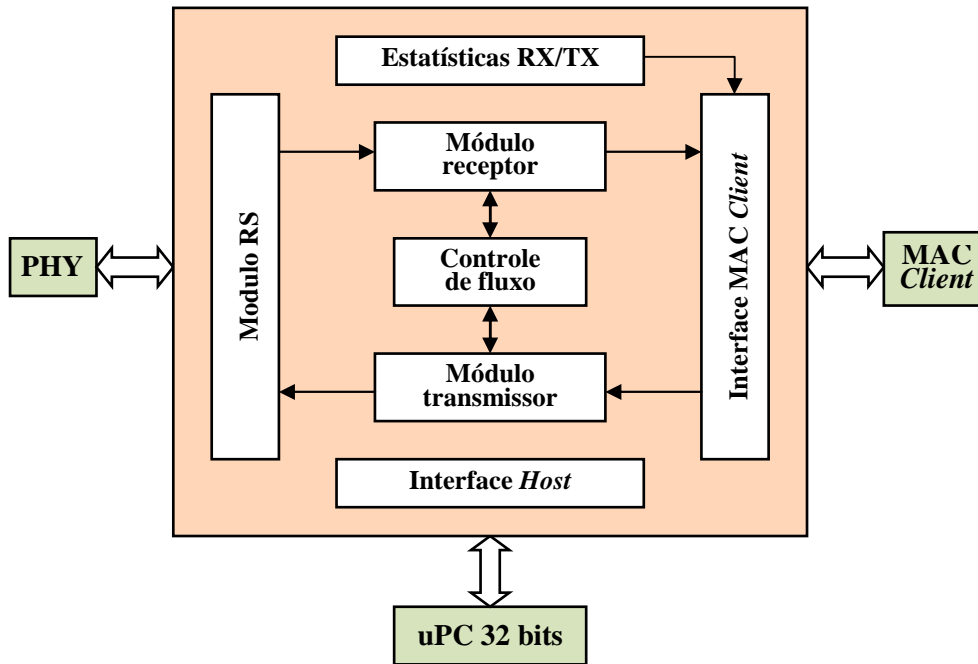 Estatísticas RX/TX
Módulo
receptor
Modulo RS
Interface MAC Client
PHY
Controle
de fluxo
MAC
Client
Módulo
transmissor
Interface Host
uPC 32 bits